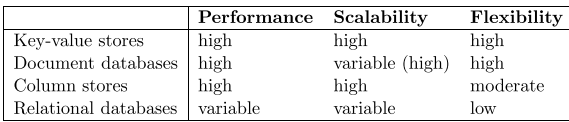 Performance Scalability Flexibility
Key-value stores high high high
Document databases high variable (high) high
Column stores high high moderate
Relational databases variable variable low